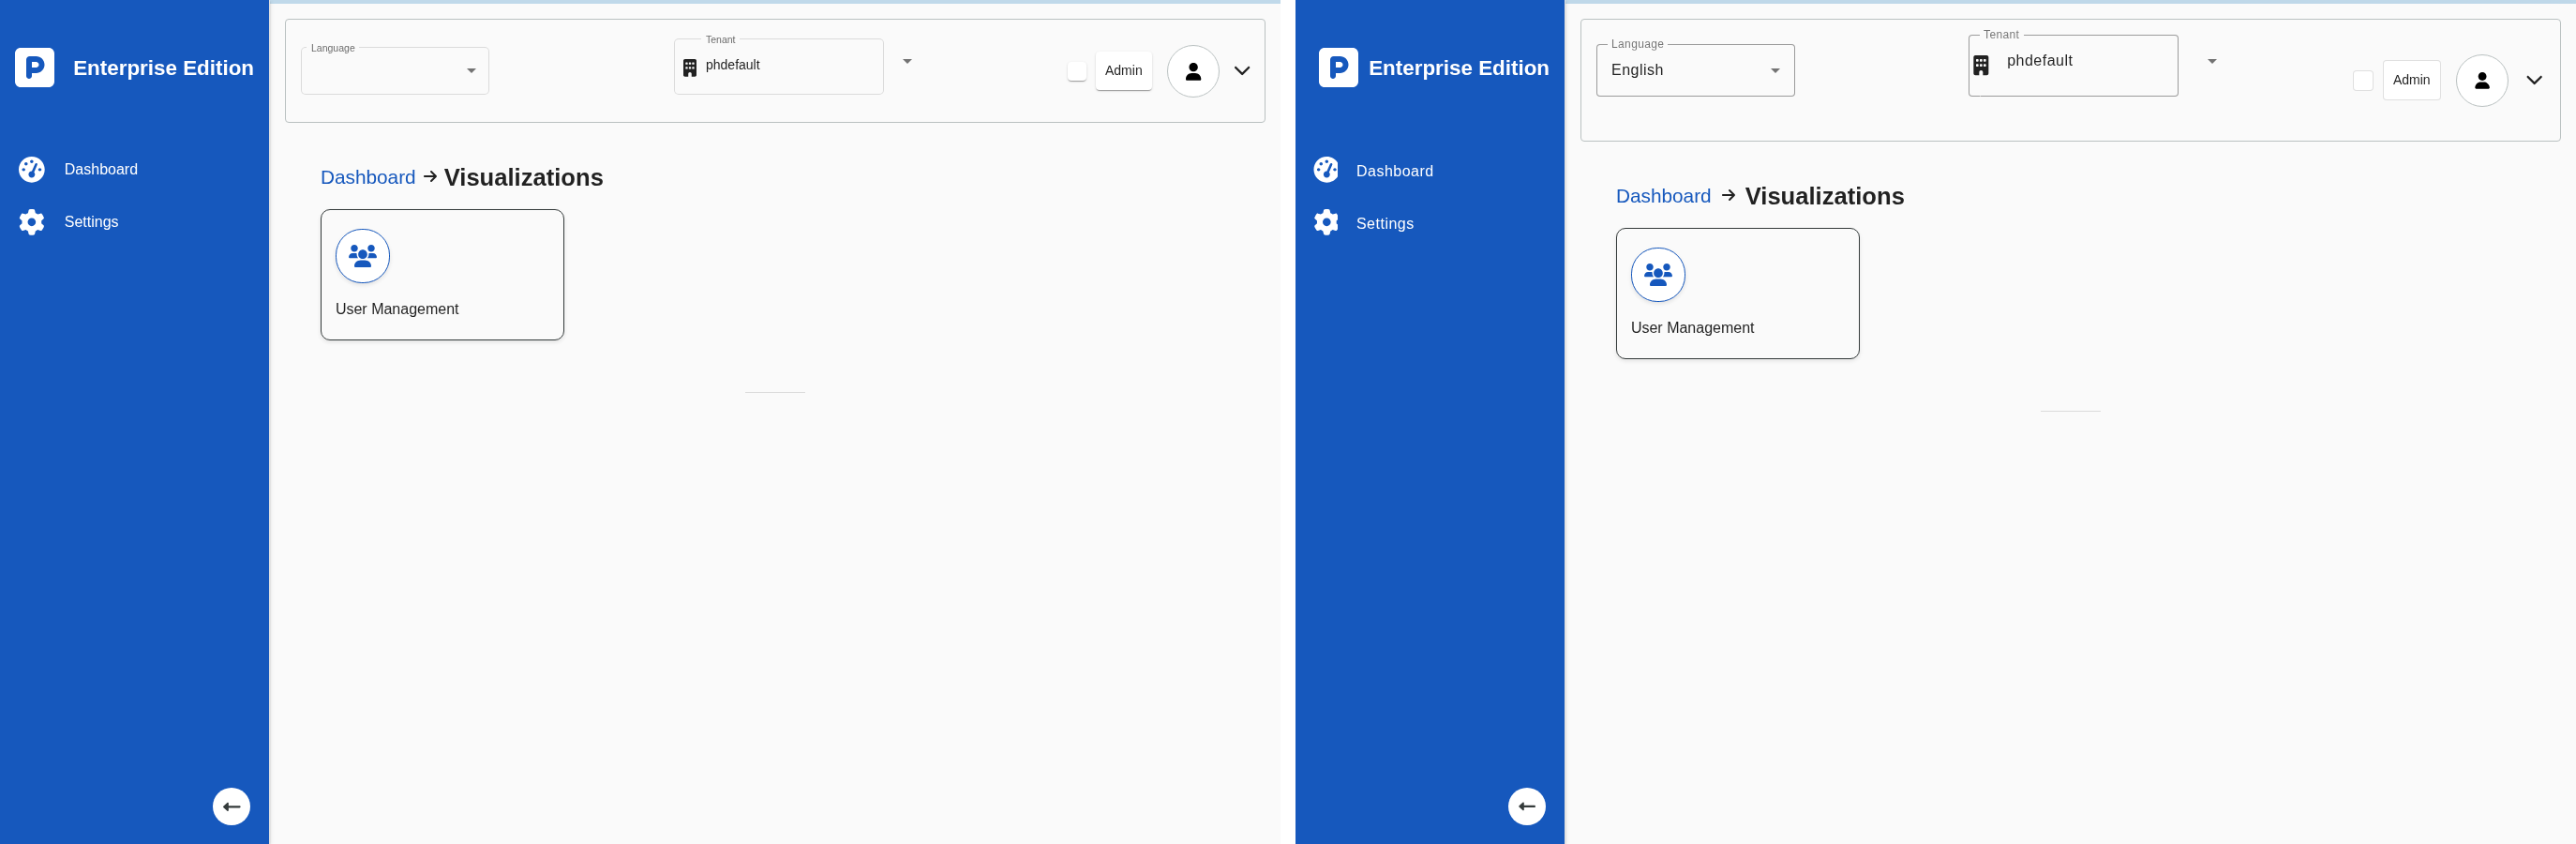 P Enterprise Edition
Dashboard
Settings
Language
Tenant
phdefault
Admin
Dashboard → Visualizations
User Management
P Enterprise Edition
Dashboard
Settings
Language
English
Tenant
phdefault
Admin
Dashboard → Visualizations
User Management